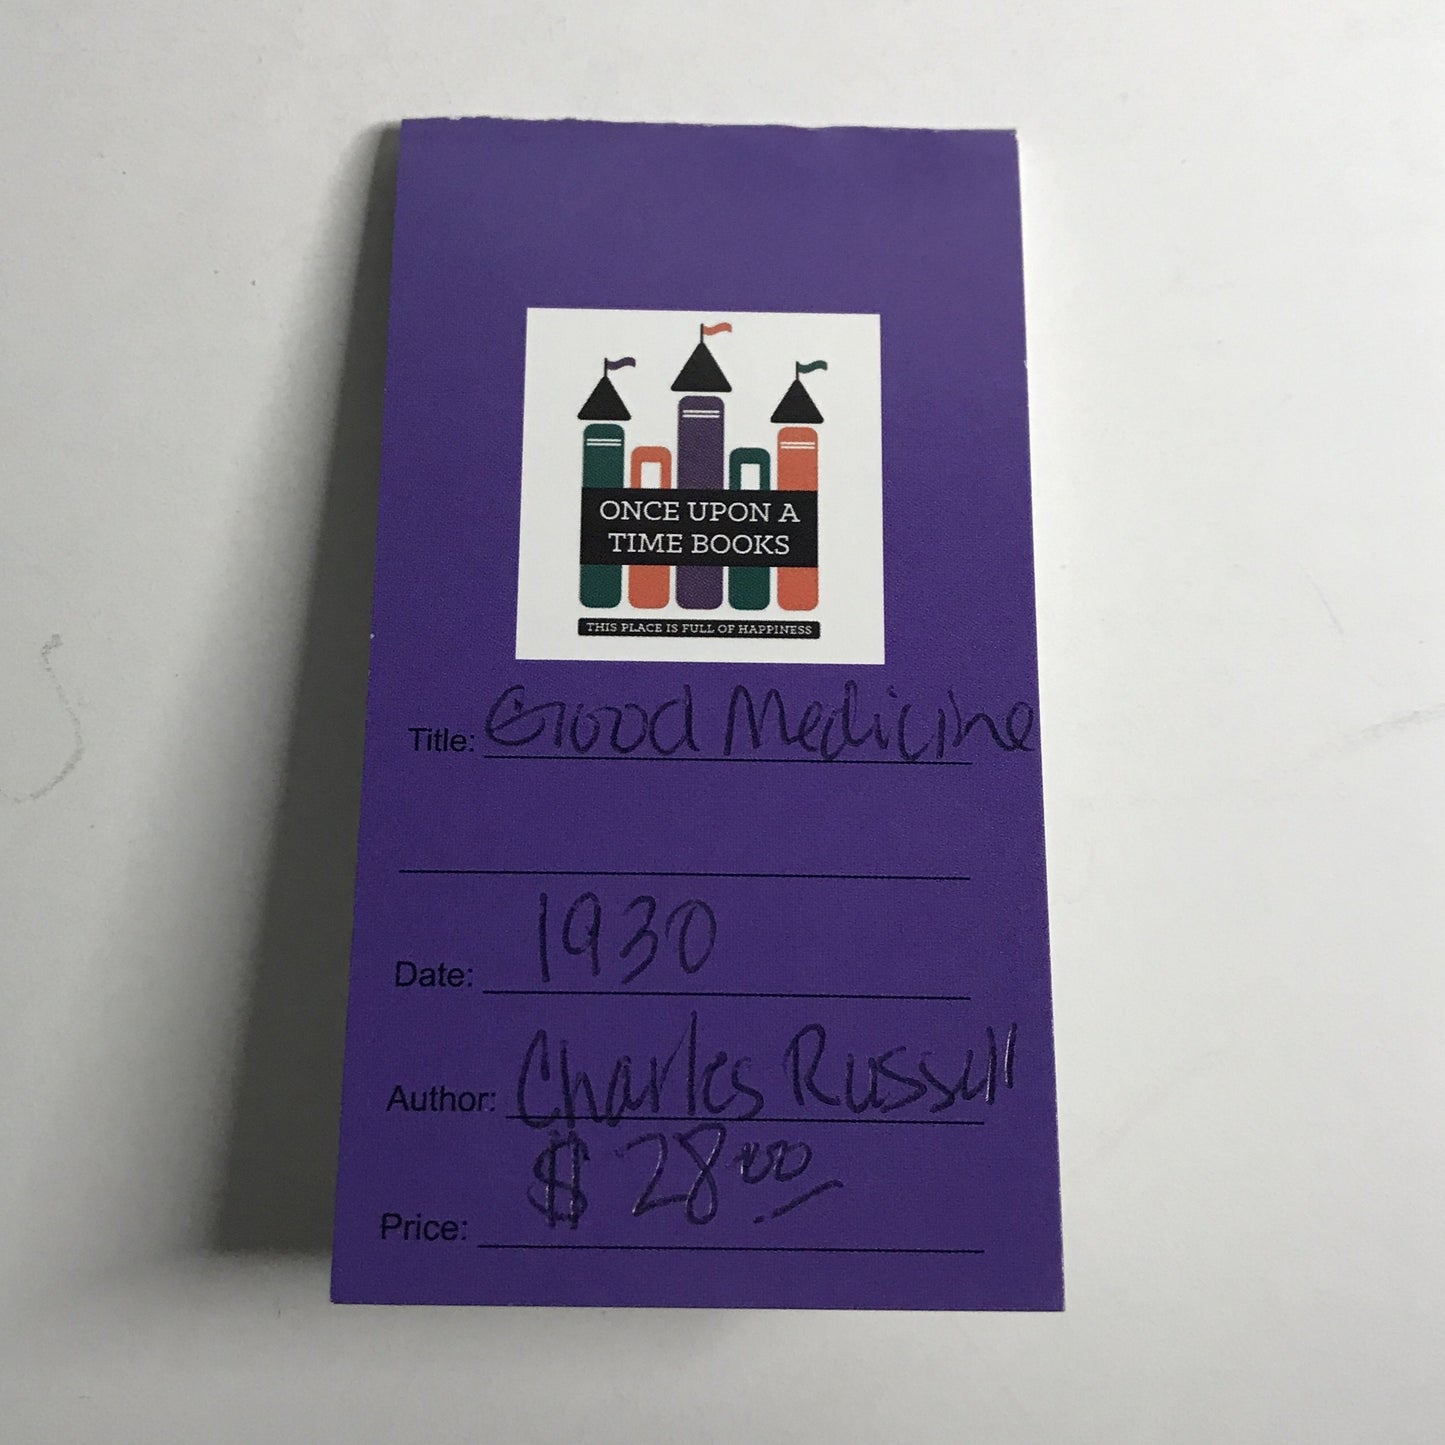 ONCE UPON A
TIME BOOKS
THIS PLACE IS FULL OF HAPPINESS
Title: Good Medicine
Date: 1930
Author: Charles Russell
Price: $ 28.00